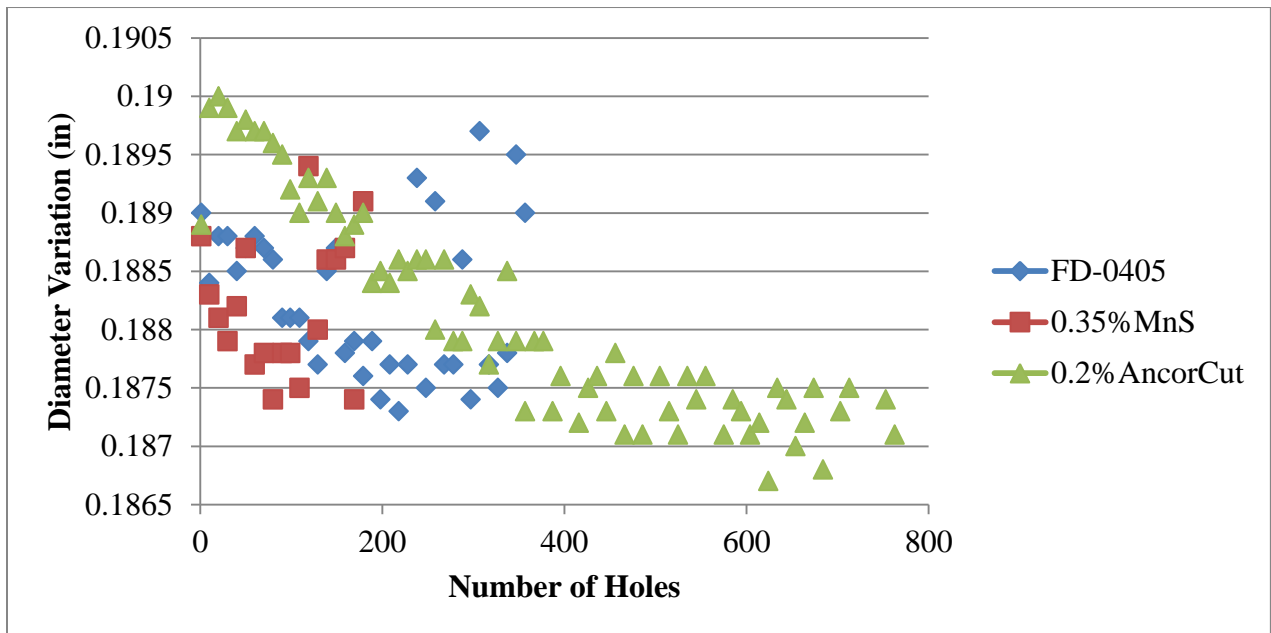 0.1905
0.19
0.1895
0.189
0.1885
0.188
0.1875
0.187
0.1865
Diameter Variation (in)
0 200 400 600 800
Number of Holes
FD-0405
0.35%MnS
0.2%AncorCut